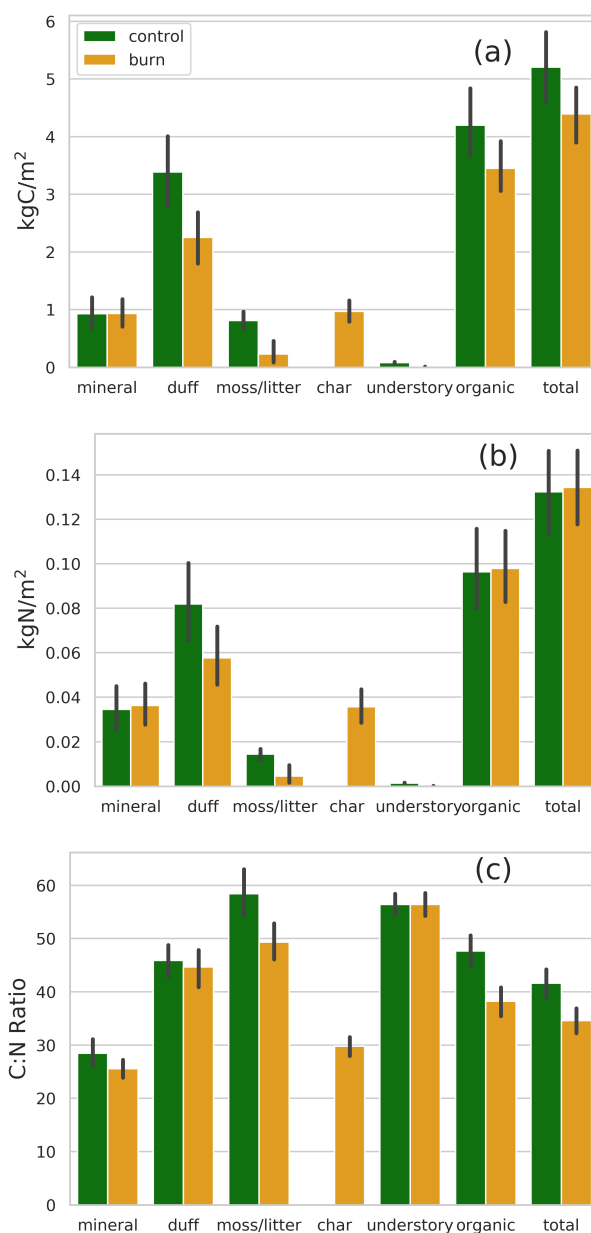 6
5
4
3
2
1
0
kgC/m²
control
burn
(a)
mineral duff moss/litter char understory organic total
0.14
0.12
0.10
0.08
0.06
0.04
0.02
0.00
kgN/m²
(b)
mineral duff moss/litter char understory organic total
60
50
40
30
20
10
0
C:N Ratio
(c)
mineral duff moss/litter char understory organic total